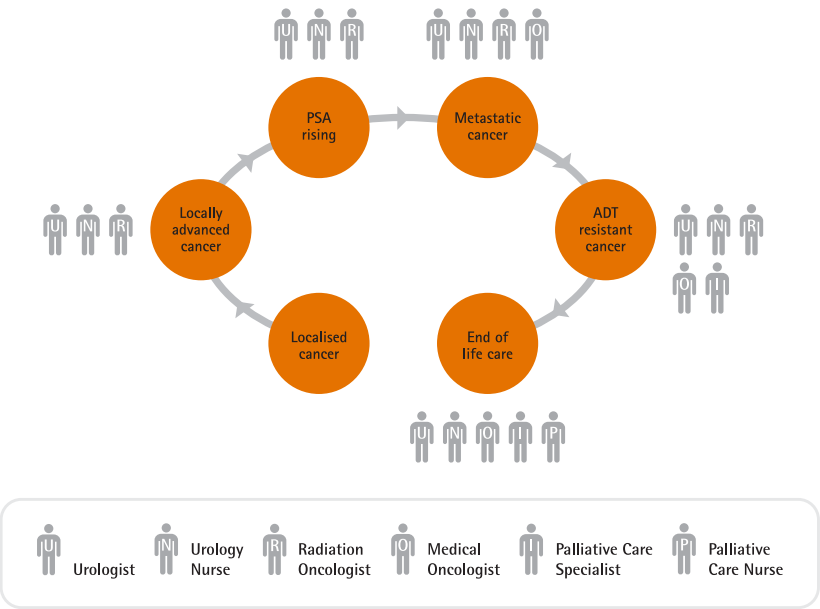 U N R
U N R O
PSA
rising
Metastatic
cancer
U N R
Locally
advanced
cancer
ADT
resistant
cancer
U N R
O I
Localised
cancer
End of
life care
U N O I P
U
Urologist
N
Urology
Nurse
R
Radiation
Oncologist
O
Medical
Oncologist
I
Palliative Care
Specialist
P
Palliative
Care Nurse